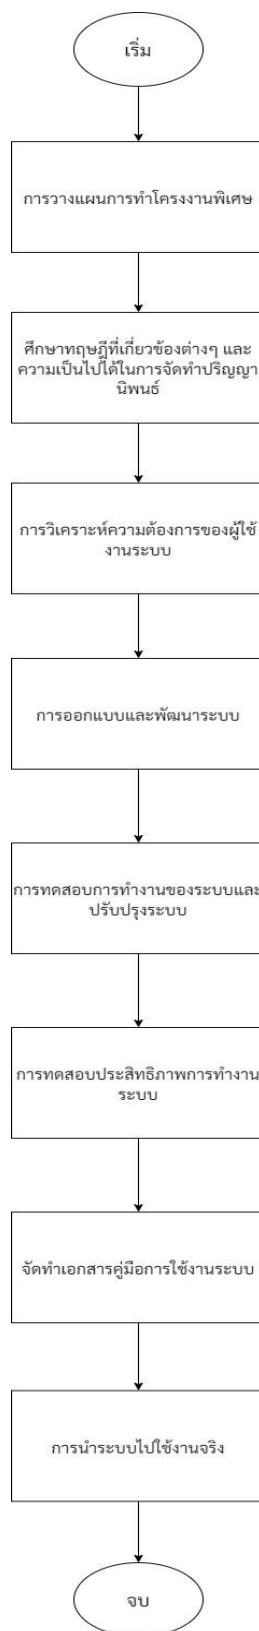 เริ่ม
การวางแผนการทำโครงงานพิเศษ
ศึกษาทฤษฎีที่เกี่ยวข้องต่างๆ และ
ความเป็นไปได้ในการจัดทำปริญญา
นิพนธ์
การวิเคราะห์ความต้องการของผู้ใช้
งานระบบ
การออกแบบและพัฒนาระบบ
การทดสอบการทำงานของระบบและ
ปรับปรุงระบบ
การทดสอบประสิทธิภาพการทำงาน
ระบบ
จัดทำเอกสารคู่มือการใช้งานระบบ
การนำระบบไปใช้งานจริง
จบ